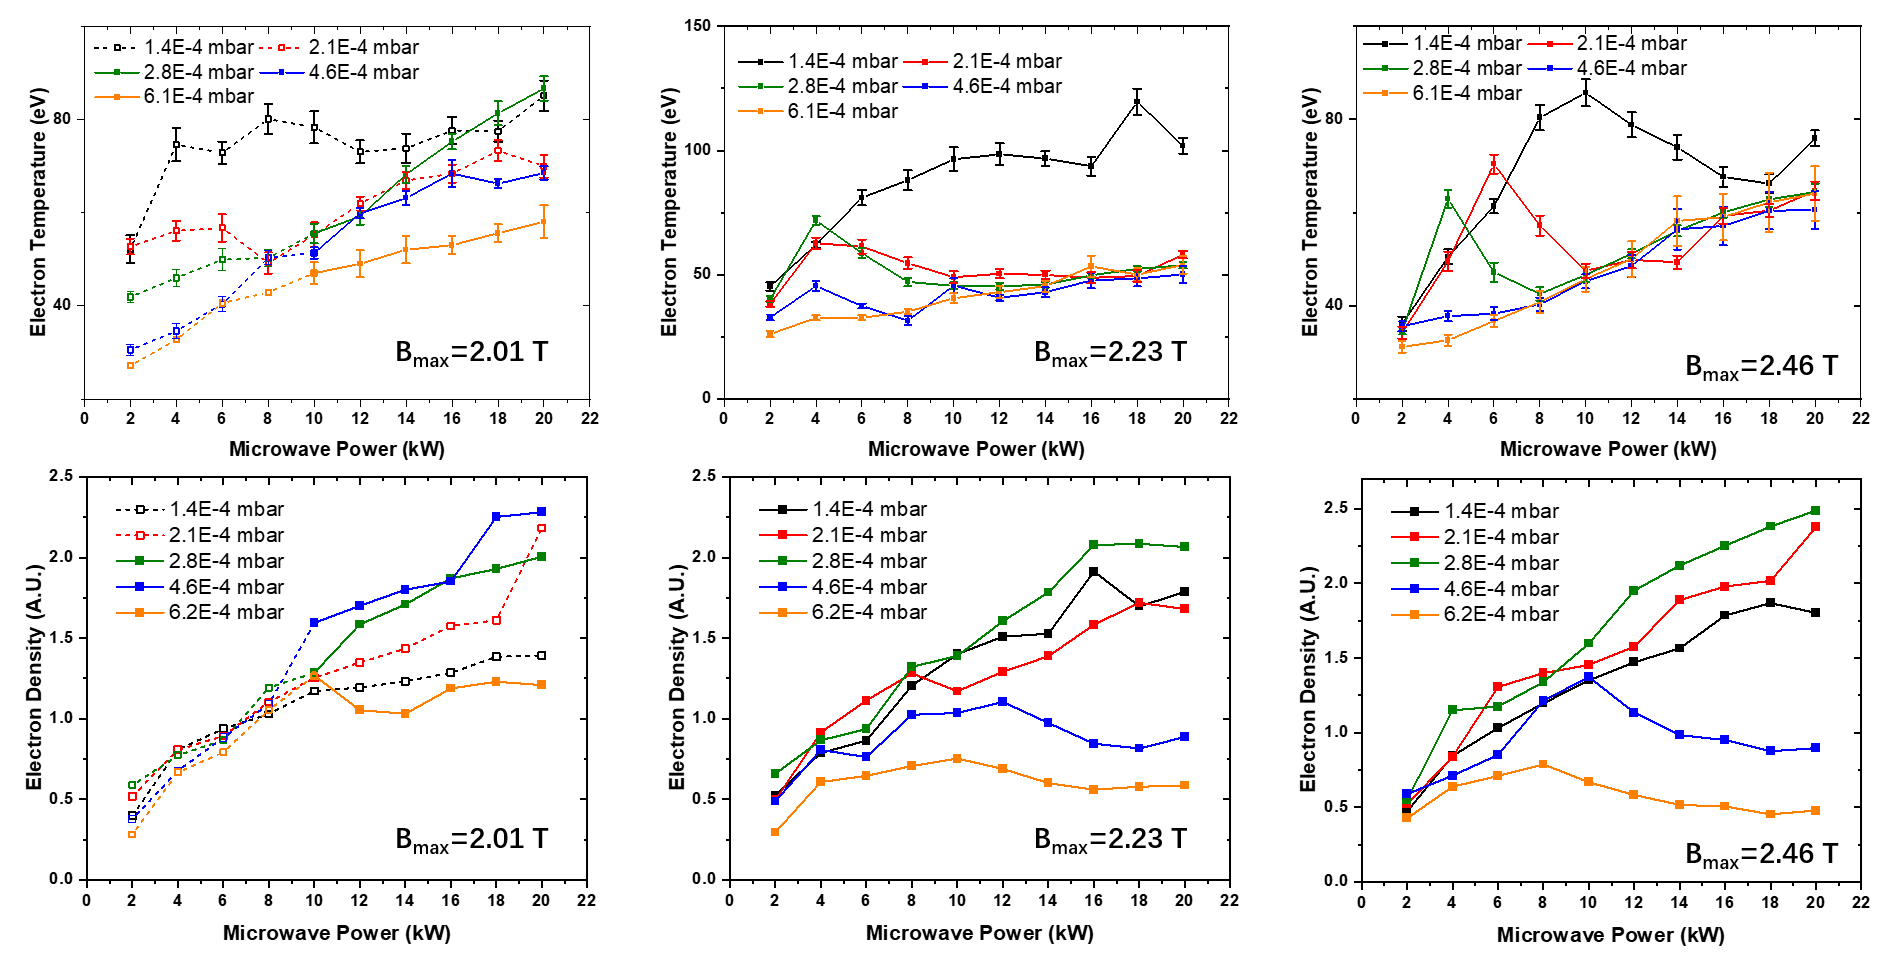 Electron Temperature (eV)
80
40
1.4E-4 mbar 2.1E-4 mbar
2.8E-4 mbar 4.6E-4 mbar
6.1E-4 mbar
Bmax=2.01 T
0 2 4 6 8 10 12 14 16 18 20 22
Microwave Power (kW)
Electron Temperature (eV)
150
100
50
0
1.4E-4 mbar 2.1E-4 mbar
2.8E-4 mbar 4.6E-4 mbar
6.1E-4 mbar
Bmax=2.23 T
0 2 4 6 8 10 12 14 16 18 20 22
Microwave Power (kW)
Electron Temperature (eV)
80
40
1.4E-4 mbar 2.1E-4 mbar
2.8E-4 mbar 4.6E-4 mbar
6.1E-4 mbar
Bmax=2.46 T
0 2 4 6 8 10 12 14 16 18 20 22
Microwave Power (kW)
Electron Density (A.U.)
2.5
2.0
1.5
1.0
0.5
0.0
1.4E-4 mbar
2.1E-4 mbar
2.8E-4 mbar
4.6E-4 mbar
6.2E-4 mbar
Bmax=2.01 T
0 2 4 6 8 10 12 14 16 18 20 22
Microwave Power (kW)
Electron Density (A.U.)
2.5
2.0
1.5
1.0
0.5
0.0
1.4E-4 mbar
2.1E-4 mbar
2.8E-4 mbar
4.6E-4 mbar
6.2E-4 mbar
Bmax=2.23 T
0 2 4 6 8 10 12 14 16 18 20 22
Microwave Power (kW)
Electron Density (A.U.)
2.5
2.0
1.5
1.0
0.5
0.0
1.4E-4 mbar
2.1E-4 mbar
2.8E-4 mbar
4.6E-4 mbar
6.2E-4 mbar
Bmax=2.46 T
0 2 4 6 8 10 12 14 16 18 20 22
Microwave Power (kW)